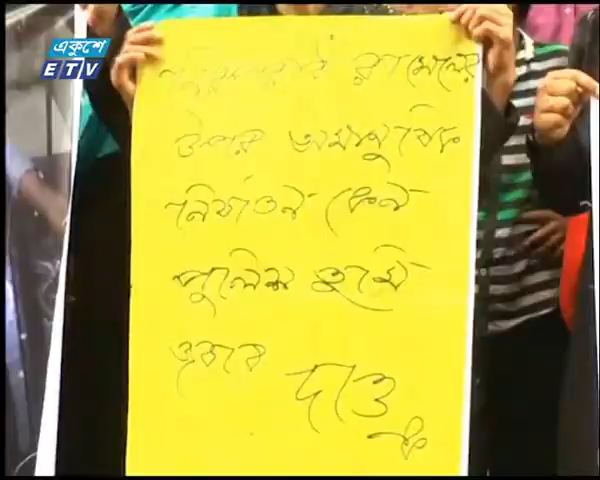 একুশে
ETV
রাসেলের
উপর অমানুবিক
নির্যাতন কেন
পুলিশ তুমি
জবাব দাও